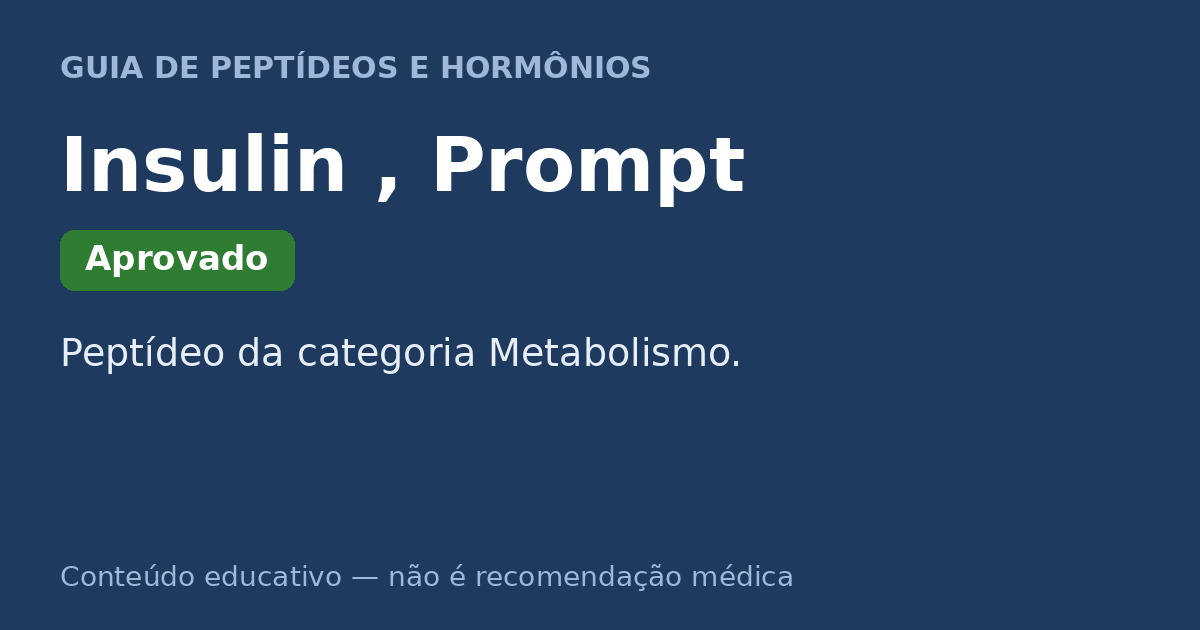 GUIA DE PEPTÍDEOS E HORMÔNIOS
Insulin , Prompt
Aprovado
Peptídeo da categoria Metabolismo.
Conteúdo educativo — não é recomendação médica